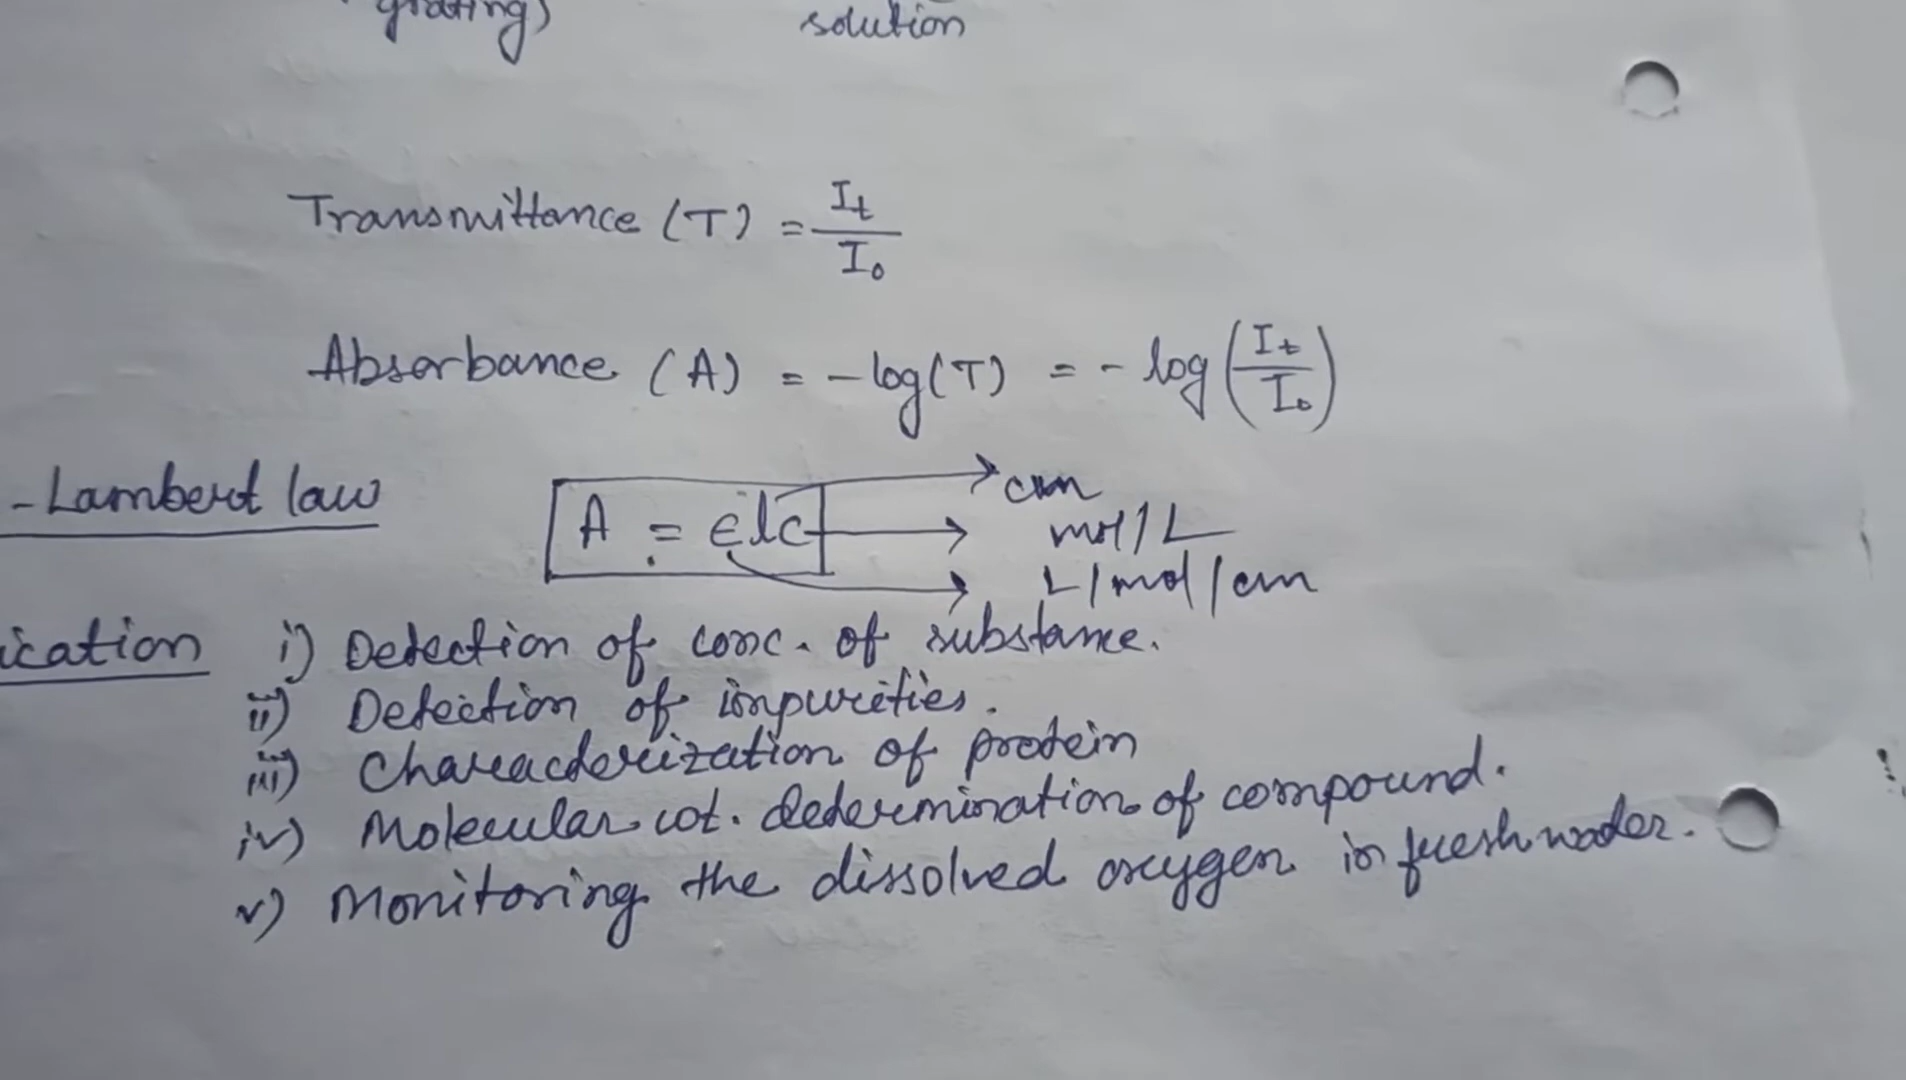 grating) solution
Transmittance (T) = It/I0
Absorbance (A) = -log(T) = -log(It/I0)
-Lambert law A = ϵlc → cm
→ mol/L
→ L/mol/cm
ication i) Detection of conc. of substance.
ii) Detection of impurities.
iii) Characterization of protein
iv) Molecular wt. determination of compound.
v) Monitoring the dissolved oxygen in freshwater.